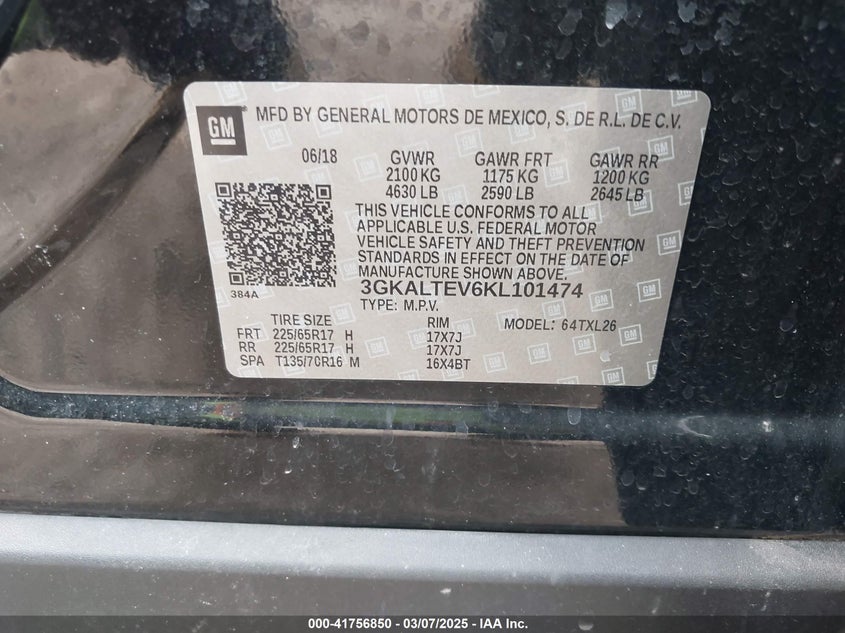 GM MFD BY GENERAL MOTORS DE MEXICO, S. DE R.L. DE C.V.
06/18 GVWR GAWR FRT GAWR RR
2100 KG 1175 KG 1200 KG
4630 LB 2590 LB 2645 LB
THIS VEHICLE CONFORMS TO ALL
APPLICABLE U.S. FEDERAL MOTOR
VEHICLE SAFETY AND THEFT PREVENTION
STANDARDS IN EFFECT ON THE DATE OF
MANUFACTURE SHOWN ABOVE.
384A
3GKALTEV6KL101474
TYPE: M.P.V. MODEL: 64TXL26
TIRE SIZE RIM
FRT 225/65R17 H 17X7J
RR 225/65R17 H 17X7J
SPA T135/70R16 M 16X4BT
000-41756850 — 03/07/2025 — IAA Inc.